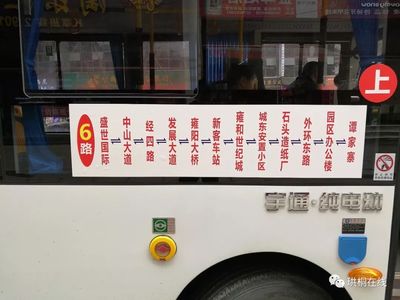 上
6路
盛世国际
中山大道
经四路
发展大道
雍阳大桥
新客车站
雍和世纪城
城东安置小区
石头造纸厂
外环东路
园区办公楼
谭家寨
宇通·纯电动
珙桐在线